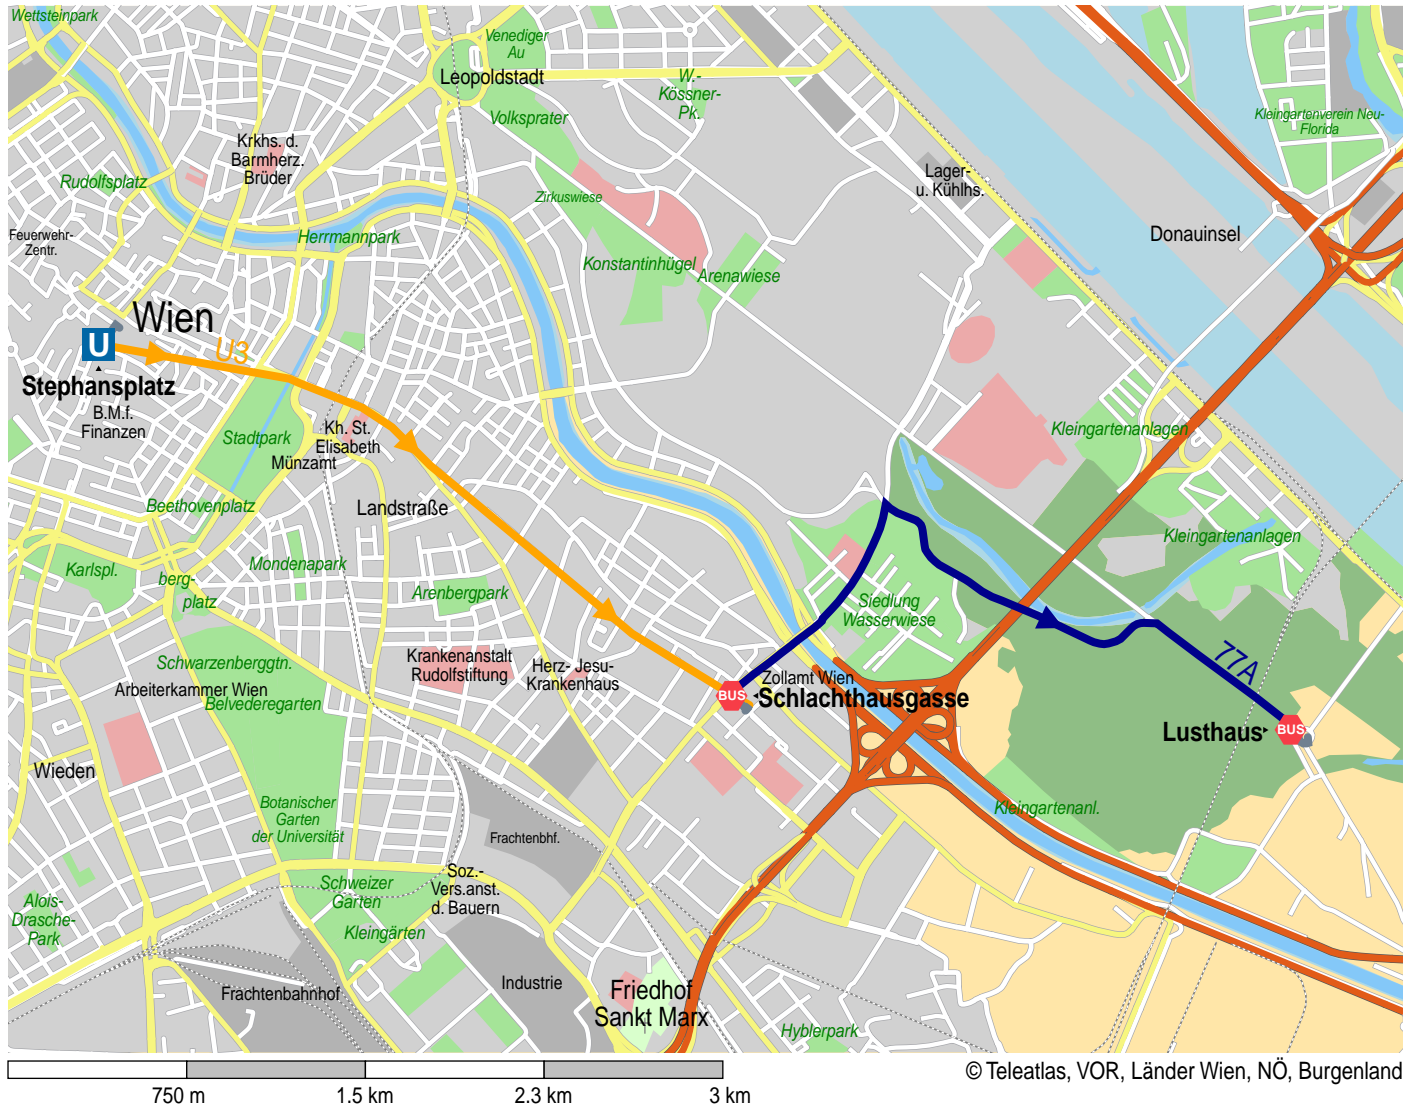 Wettsteinpark
Venediger
Au
Leopoldstadt
W.-
Kössner-
Pk.
Volksprater
Kleingartenverein Neu-
Florida
Krkhs. d.
Barmherz.
Brüder
Rudolfsplatz
Lager-
u. Kühlhs.
Zirkuswiese
Feuerwehr-
Zentr.
Herrmannpark
Donauinsel
Konstantinhügel
Arenawiese
Wien
U
U3
Stephansplatz
B.M.f.
Finanzen
Stadtpark
Kh. St.
Elisabeth
Münzamt
Kleingartenanlagen
Beethovenplatz
Landstraße
Kleingartenanlagen
Karlspl.
berg-
platz
Mondenapark
Arenbergpark
Siedlung
Wasserwiese
Schwarzenberggtn.
Arbeiterkammer Wien
Belvederegarten
Krankenanstalt
Rudolfstiftung
Herz- Jesu-
Krankenhaus
77A
Zollamt Wien
BUS
Schlachthausgasse
Lusthaus
BUS
Wieden
Botanischer
Garten
der Universität
Kleingartenanl.
Frachtenbhf.
Schweizer
Garten
Soz.-
Vers.anst.
d. Bauern
Alois-
Drasche-
Park
Kleingärten
Frachtenbahnhof
Industrie
Friedhof
Sankt Marx
Hyblerpark
© Teleatlas, VOR, Länder Wien, NÖ, Burgenland
750 m
1.5 km
2.3 km
3 km